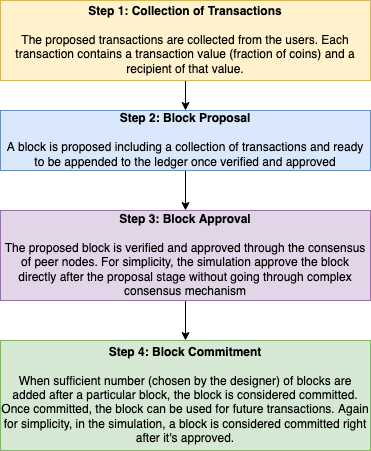 Step 1: Collection of Transactions
The proposed transactions are collected from the users. Each
transaction contains a transaction value (fraction of coins) and a
recipient of that value.
Step 2: Block Proposal
A block is proposed including a collection of transactions and ready
to be appended to the ledger once verified and approved
Step 3: Block Approval
The proposed block is verified and approved through the consensus
of peer nodes. For simplicity, the simulation approve the block
directly after the proposal stage without going through complex
consensus mechanism
Step 4: Block Commitment
When sufficient number (chosen by the designer) of blocks are
added after a particular block, the block is considered committed.
Once committed, the block can be used for future transactions. Again
for simplicity, in the simulation, a block is considered committed right
after it's approved.